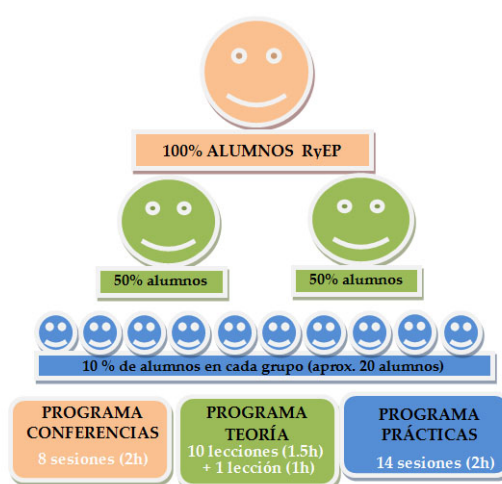 100% ALUMNOS RyEP
50% alumnos
50% alumnos
10 % de alumnos en cada grupo (aprox. 20 alumnos)
PROGRAMA
CONFERENCIAS
8 sesiones (2h)
PROGRAMA
TEORÍA
10 lecciones (1.5h)
+ 1 lección (1h)
PROGRAMA
PRÁCTICAS
14 sesiones (2h)